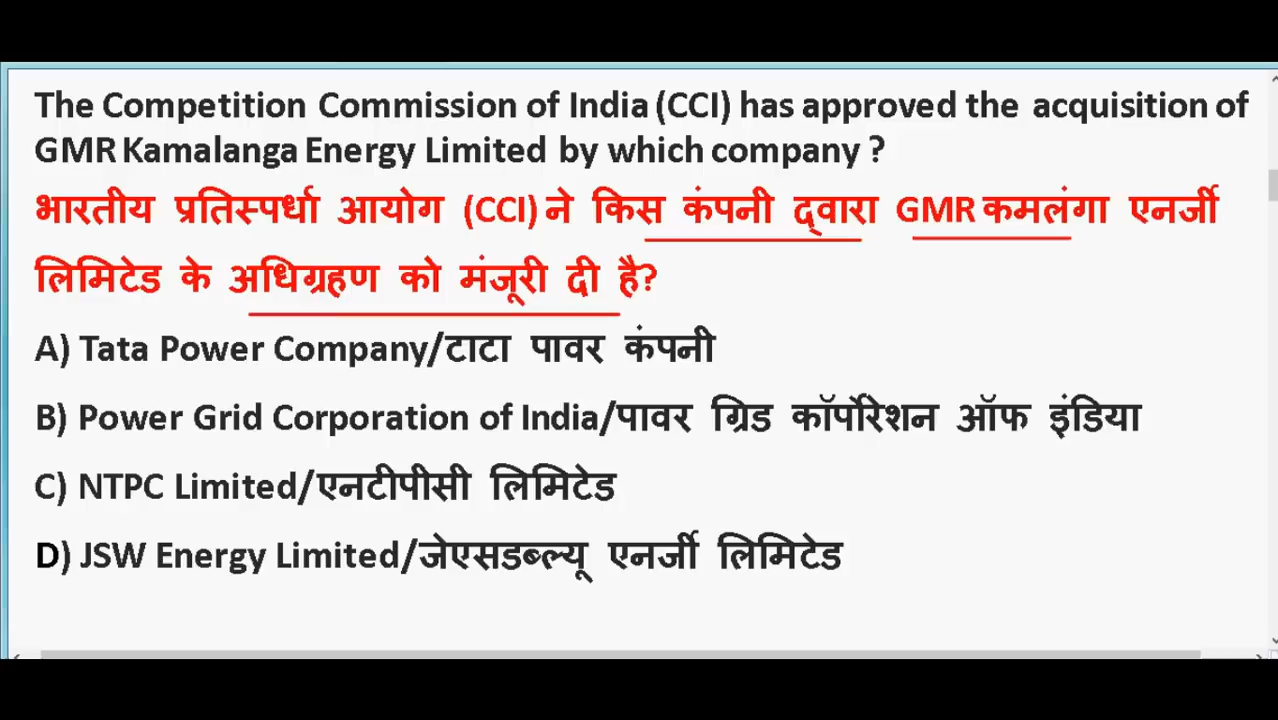 The Competition Commission of India (CCI) has approved the acquisition of
GMR Kamalanga Energy Limited by which company ?
भारतीय प्रतिस्पर्धा आयोग (CCI) ने किस कंपनी द्वारा GMR कमलंगा एनर्जी
लिमिटेड के अधिग्रहण को मंजूरी दी है?
A) Tata Power Company/टाटा पावर कंपनी
B) Power Grid Corporation of India/पावर ग्रिड कॉर्पोरेशन ऑफ इंडिया
C) NTPC Limited/एनटीपीसी लिमिटेड
D) JSW Energy Limited/जेएसडब्ल्यू एनर्जी लिमिटेड